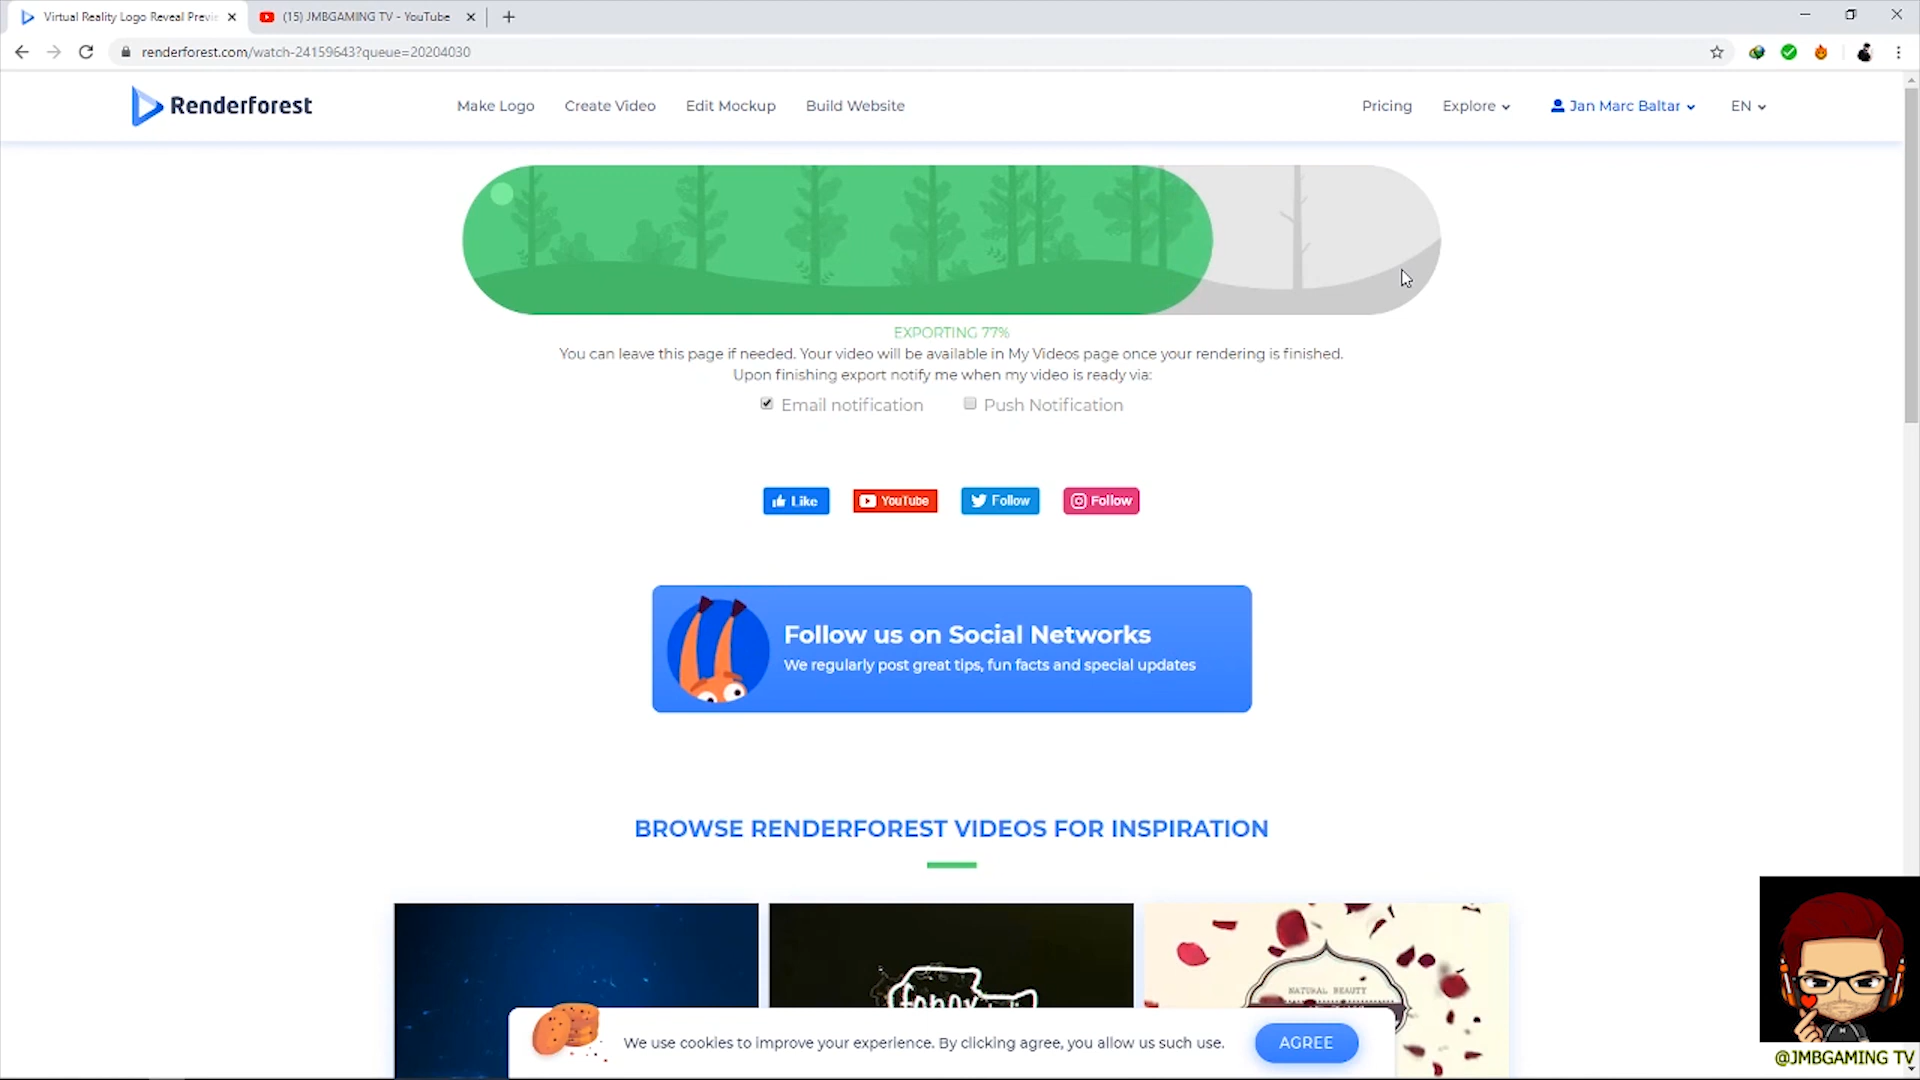 Virtual Reality Logo Reveal Previ
(15) JMBGAMING TV - YouTube
renderforest.com/watch-24159643?queue=20204030
Renderforest
Make Logo
Create Video
Edit Mockup
Build Website
Pricing
Explore
Jan Marc Baltar
EN
EXPORTING 77%
You can leave this page if needed. Your video will be available in My Videos page once your rendering is finished.
Upon finishing export notify me when my video is ready via:
Email notification
Push Notification
Like
YouTube
Follow
Follow
Follow us on Social Networks
We regularly post great tips, fun facts and special updates
BROWSE RENDERFOREST VIDEOS FOR INSPIRATION
NATURAL BEAUTY
We use cookies to improve your experience. By clicking agree, you allow us such use.
AGREE
@JMBGAMING TV